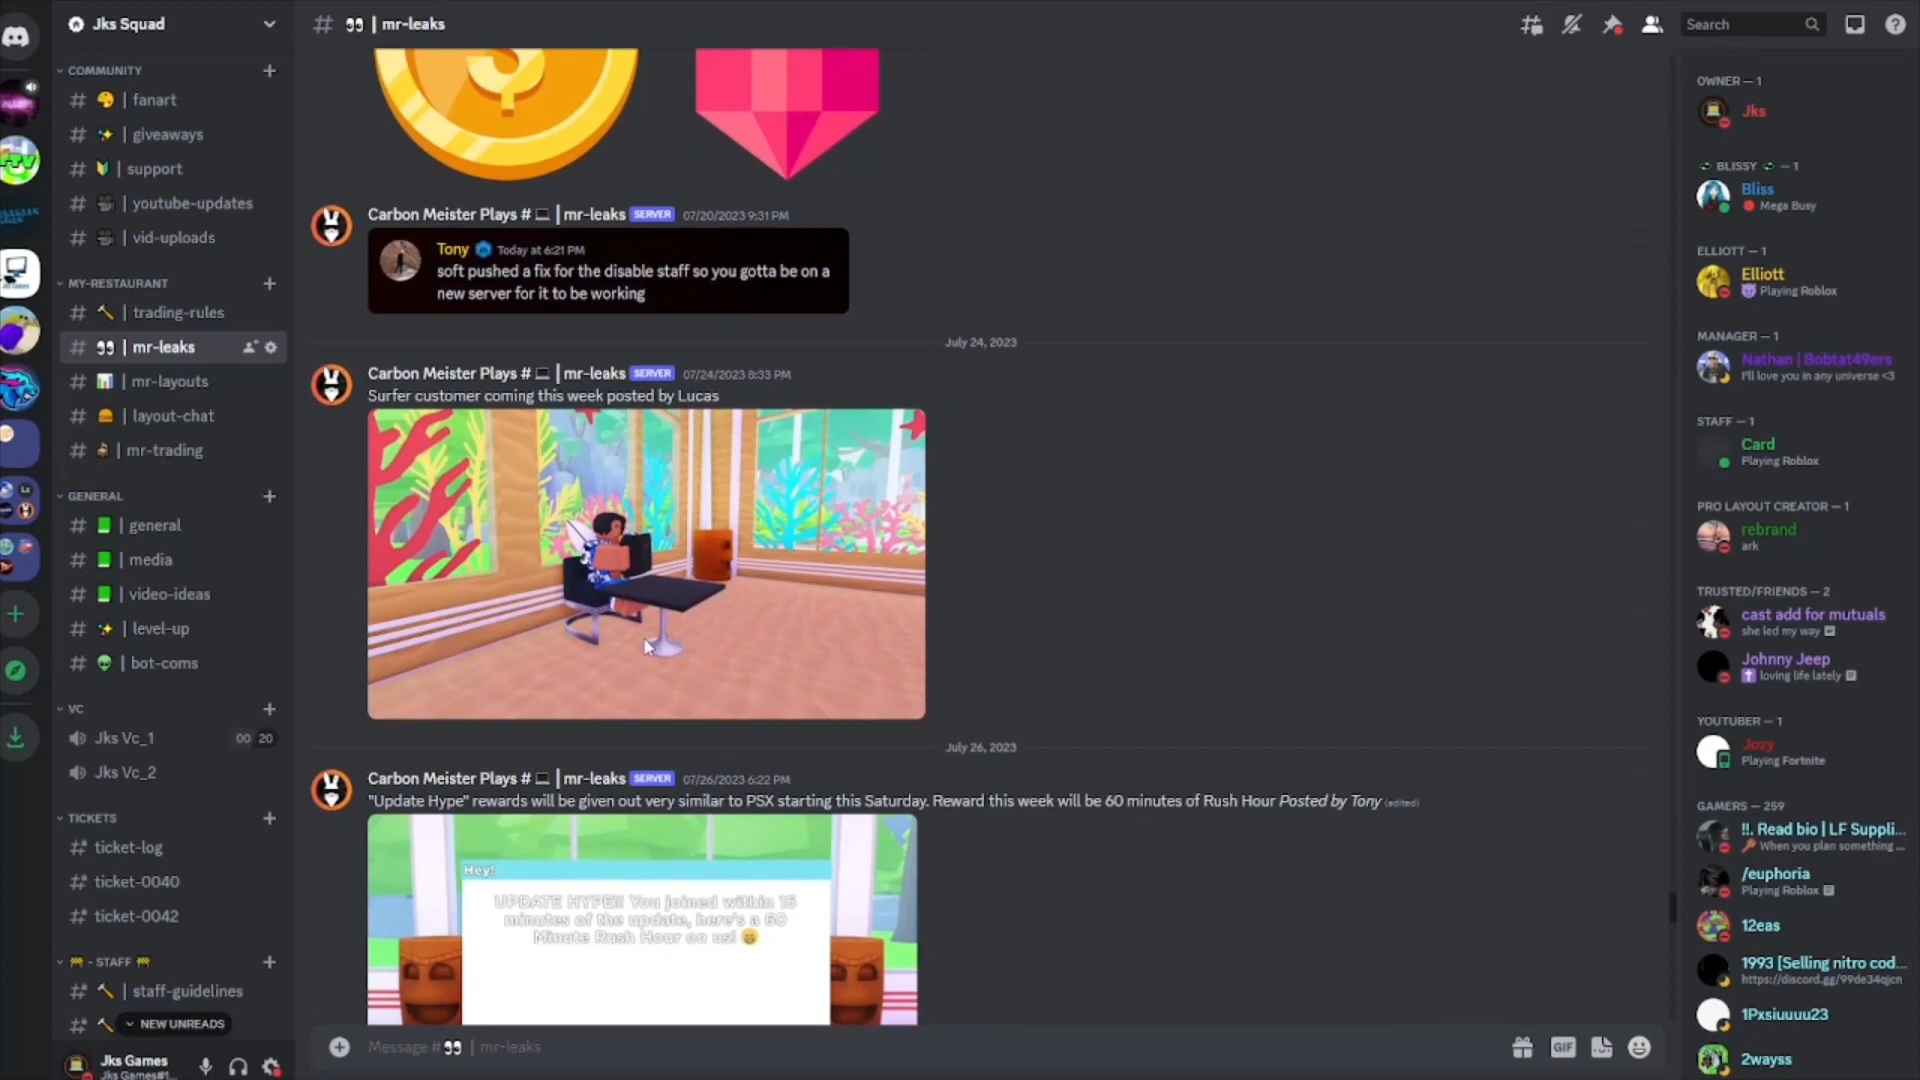 Jks Squad
COMMUNITY
fanart
giveaways
support
youtube-updates
vid-uploads
MY-RESTAURANT
trading-rules
mr-leaks
mr-layouts
layout-chat
mr-trading
GENERAL
general
media
video-ideas
level-up
bot-coms
VC
Jks Vc_1 00 20
Jks Vc_2
TICKETS
ticket-log
ticket-0040
ticket-0042
- STAFF
staff-guidelines
NEW UNREADS
Jks Games
Jks Games#1...
| mr-leaks
Search
Carbon Meister Plays # | mr-leaks SERVER 07/20/2023 9:31 PM
Tony Today at 6:21 PM
soft pushed a fix for the disable staff so you gotta be on a
new server for it to be working
July 24, 2023
Carbon Meister Plays # | mr-leaks SERVER 07/24/2023 8:33 PM
Surfer customer coming this week posted by Lucas
July 26, 2023
Carbon Meister Plays # | mr-leaks SERVER 07/26/2023 6:22 PM
"Update Hype" rewards will be given out very similar to PSX starting this Saturday. Reward this week will be 60 minutes of Rush Hour Posted by Tony (edited)
Hey!
UPDATE HYPE!! You joined within 15
minutes of the update, here's a 60
Minute Rush Hour on us!
Message # | mr-leaks
GIF
OWNER — 1
Jks
BLISSY — 1
Bliss
Mega Busy
ELLIOTT — 1
Elliott
Playing Roblox
MANAGER — 1
Nathan | Bobtat49ers
I'll love you in any universe <3
STAFF — 1
Card
Playing Roblox
PRO LAYOUT CREATOR — 1
rebrand
ark
TRUSTED/FRIENDS — 2
cast add for mutuals
she led my way
Johnny Jeep
loving life lately
YOUTUBER — 1
Jozy
Playing Fortnite
GAMERS — 259
!!. Read bio | LF Suppli...
When you plan something ...
/euphoria
Playing Roblox
12eas
1993 [Selling nitro cod...
https://discord.gg/99de34qjcn
1Pxsiuuuu23
2wayss